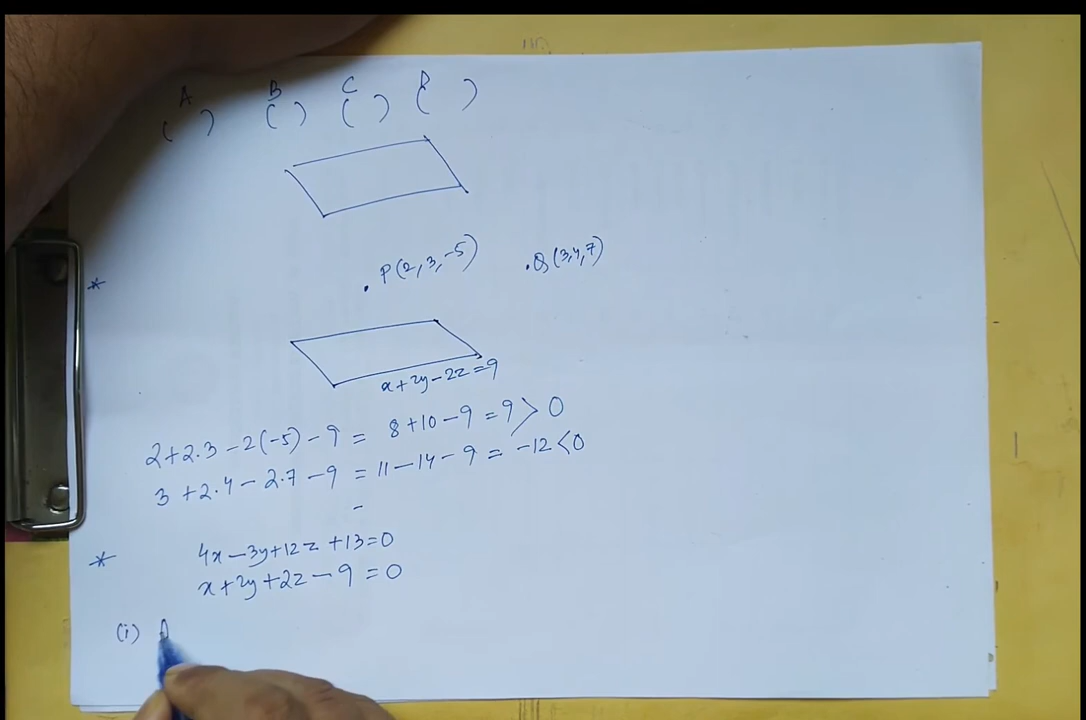 A B C D
( ) ( ) ( ) ( )
* . P(2,3,-5) . Q(3,4,7)
x+2y-2z=9
2+2.3-2(-5)-9 = 8+10-9 = 9 > 0
3+2.4-2.7-9 = 11-14-9 = -12 < 0
-
* 4x-3y+12z+13=0
x+2y+2z-9=0
(i)